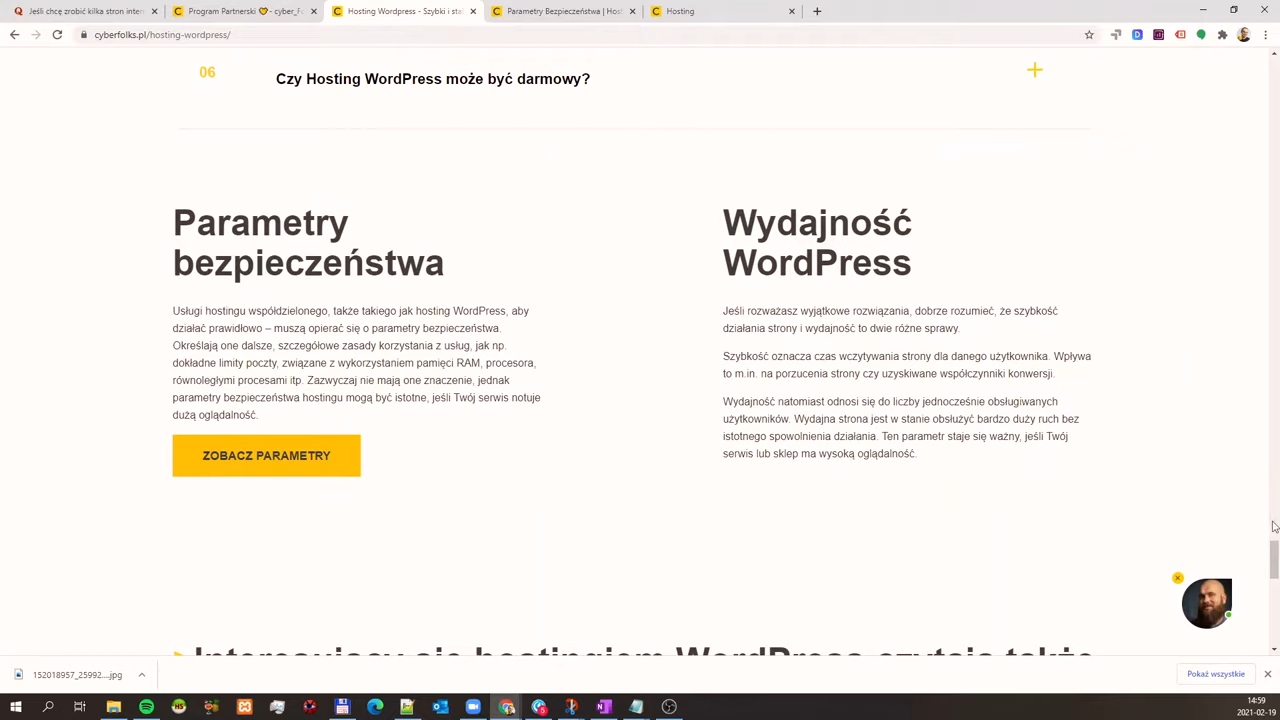 Jeśli chcę zrobić kilka stron inter
Program Partnerski
- cyber_F
Hosting WordPress - Szybki i sta
Parametry Bezpieczeństwa | Host
Hosting
cyberfolks.pl/hosting-wordpress/
06
Czy Hosting WordPress może być darmowy?
Parametry
bezpieczeństwa
Usługi hostingu współdzielonego, także takiego jak hosting WordPress, aby
działać prawidłowo – muszą opierać się o parametry bezpieczeństwa.
Określają one dalsze, szczegółowe zasady korzystania z usług, jak np.
dokładne limity poczty, związane z wykorzystaniem pamięci RAM, procesora,
równoległymi procesami itp. Zazwyczaj nie mają one znaczenie, jednak
parametry bezpieczeństwa hostingu mogą być istotne, jeśli Twój serwis notuje
dużą oglądalność.
ZOBACZ PARAMETRY
Wydajność
WordPress
Jeśli rozważasz wyjątkowe rozwiązania, dobrze rozumieć, że szybkość
działania strony i wydajność to dwie różne sprawy.
Szybkość oznacza czas wczytywania strony dla danego użytkownika. Wpływa
to m.in. na porzucenia strony czy uzyskiwane współczynniki konwersji.
Wydajność natomiast odnosi się do liczby jednocześnie obsługiwanych
użytkowników. Wydajna strona jest w stanie obsłużyć bardzo duży ruch bez
istotnego spowolnienia działania. Ten parametr staje się ważny, jeśli Twój
serwis lub sklep ma wysoką oglądalność.
Interesujący się hostingiem WordPress czytają także
152018957_25992....jpg
Pokaż wszystkie
14:59
2021-02-19